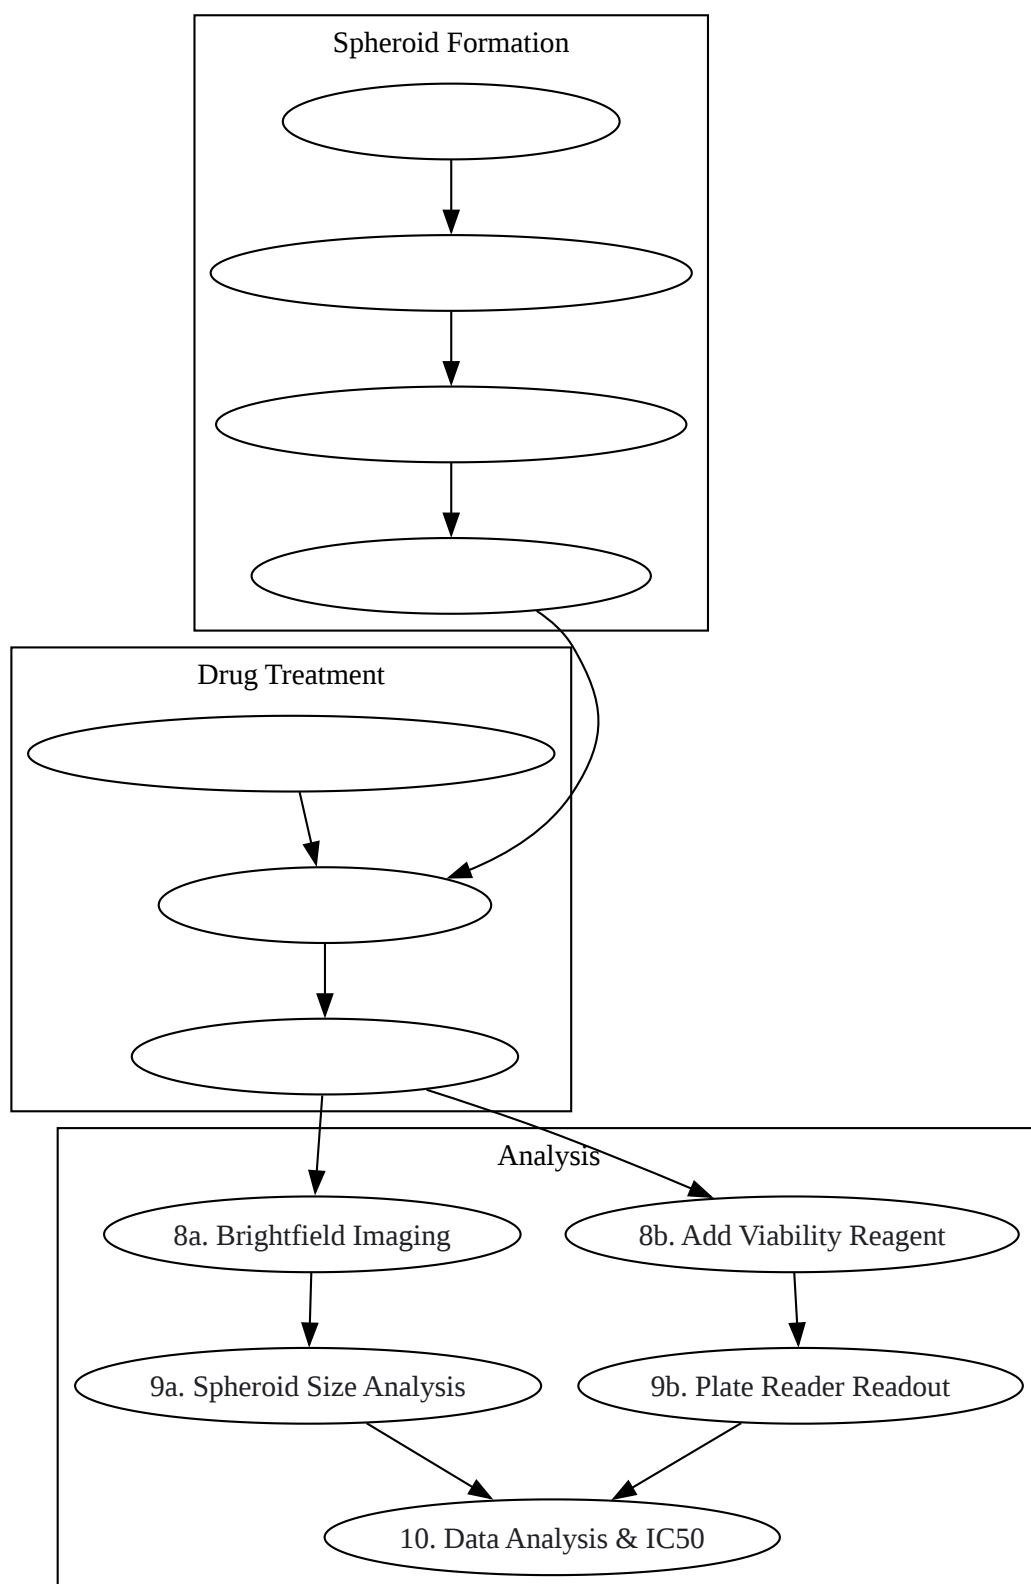 Spheroid Formation
Drug Treatment
Analysis
8a. Brightfield Imaging
8b. Add Viability Reagent
9a. Spheroid Size Analysis
9b. Plate Reader Readout
10. Data Analysis & IC50